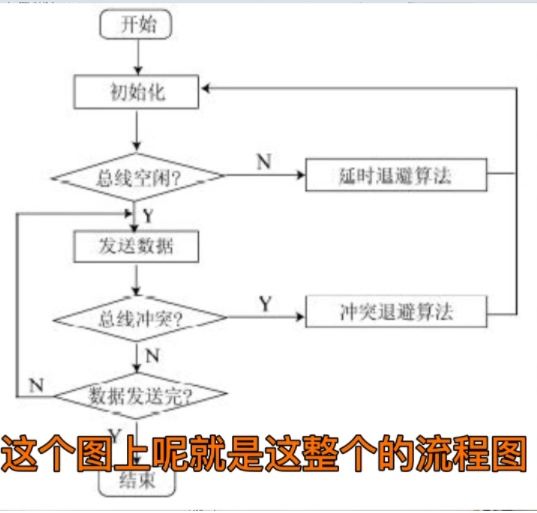 开始
初始化
总线空闲?
N
延时退避算法
Y
发送数据
总线冲突?
Y
冲突退避算法
N
数据发送完?
N
Y
这个图上呢就是这整个的流程图
结束